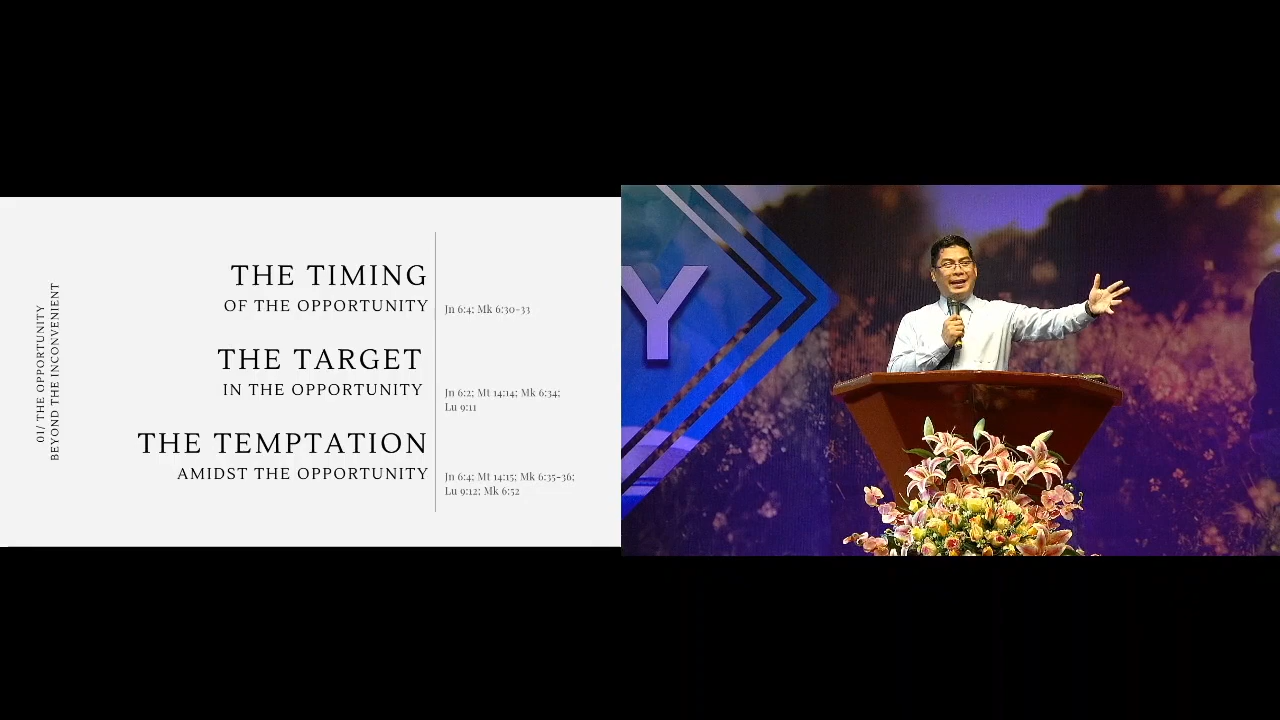 01/ THE OPPORTUNITY
BEYOND THE INCONVENIENT
THE TIMING
OF THE OPPORTUNITY
Jn 6:4; Mk 6:30-33
THE TARGET
IN THE OPPORTUNITY
Jn 6:2; Mt 14:14; Mk 6:34;
Lu 9:11
THE TEMPTATION
AMIDST THE OPPORTUNITY
Jn 6:4; Mt 14:15; Mk 6:35-36;
Lu 9:12; Mk 6:52
Y